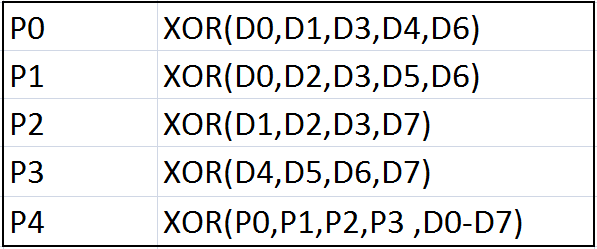 P0 XOR(D0,D1,D3,D4,D6)
P1 XOR(D0,D2,D3,D5,D6)
P2 XOR(D1,D2,D3,D7)
P3 XOR(D4,D5,D6,D7)
P4 XOR(P0,P1,P2,P3 ,D0-D7)